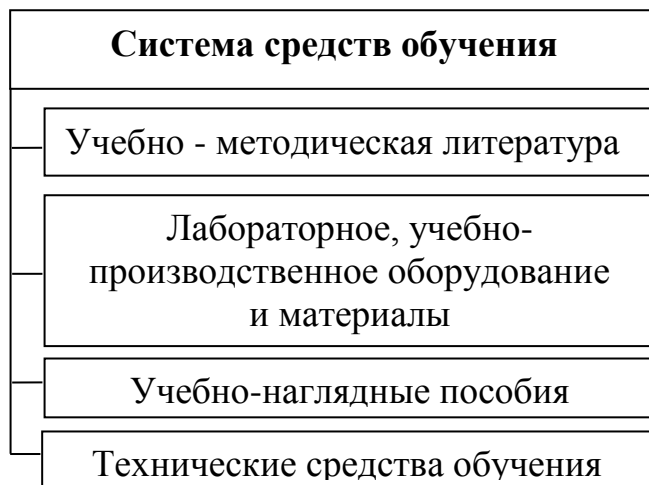 Система средств обучения
Учебно - методическая литература
Лабораторное, учебно-
производственное оборудование
и материалы
Учебно-наглядные пособия
Технические средства обучения